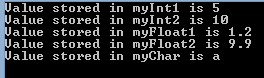 Value stored in myInt1 is 5
Value stored in myInt2 is 10
Value stored in myFloat1 is 1.2
Value stored in myFloat2 is 9.9
Value stored in myChar is a